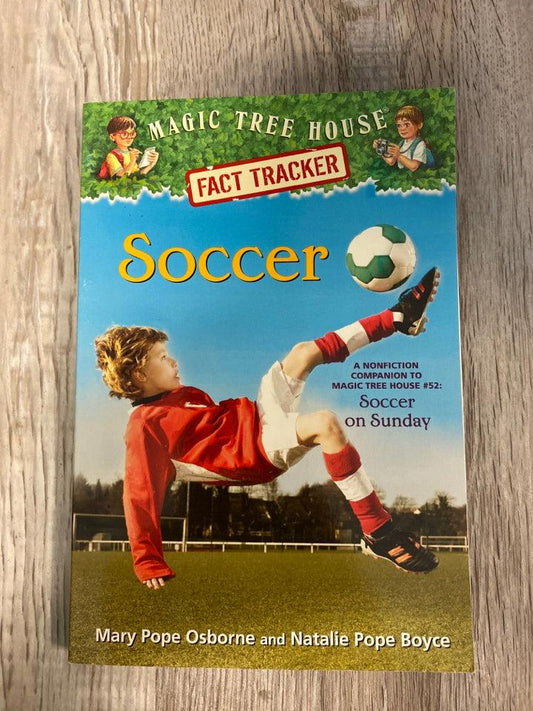 MAGIC TREE HOUSE
FACT TRACKER
Soccer
A NONFICTION
COMPANION TO
MAGIC TREE HOUSE #52:
Soccer
on Sunday
Mary Pope Osborne and Natalie Pope Boyce